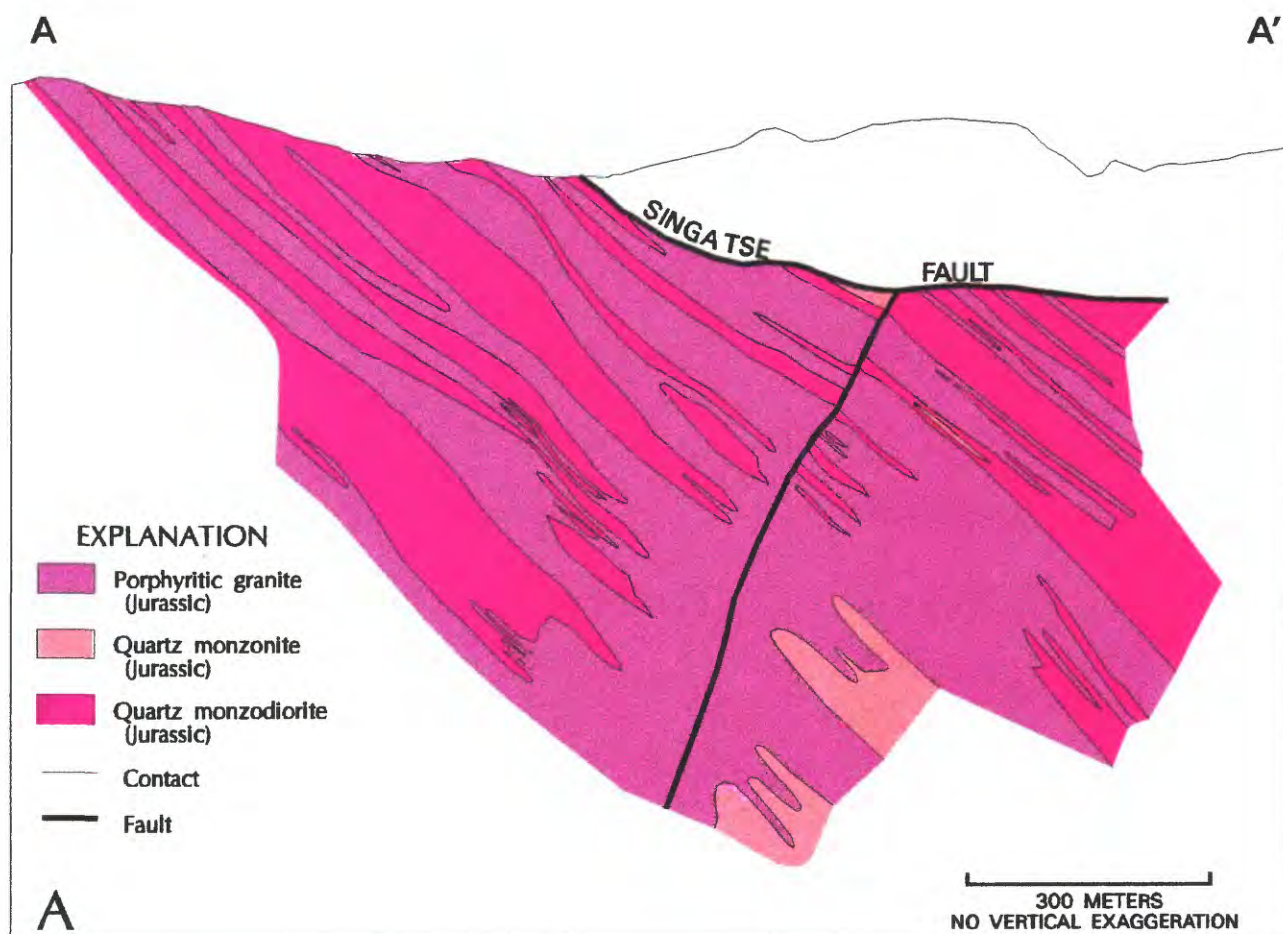 A
A'
SINGATSE
FAULT
EXPLANATION
Porphyritic granite
(Jurassic)
Quartz monzonite
(Jurassic)
Quartz monzodiorite
(Jurassic)
Contact
Fault
A
300 METERS
NO VERTICAL EXAGGERATION